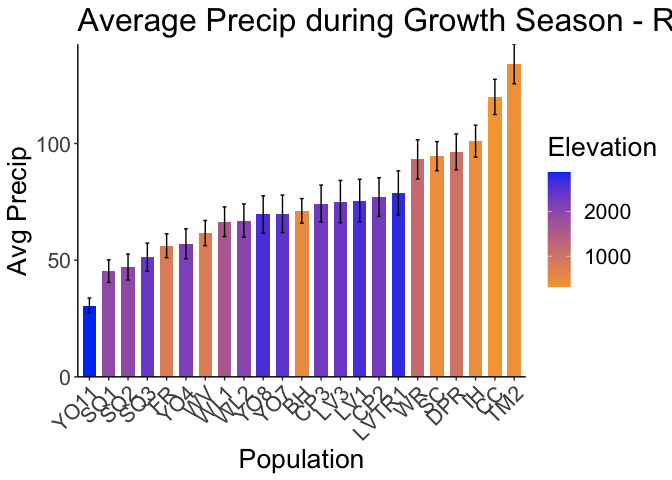 Average Precip during Growth Season - R
Avg Precip
100
50
0
YO11
SQ1
SQ2
SQ3
FR
YO4
WV
WL1
WL2
YO8
YO7
BH
CP3
LV3
LV1
CP2
LVTR1
WR
SC
DPR
IH
CC
TM2
Population
Elevation
2000
1000